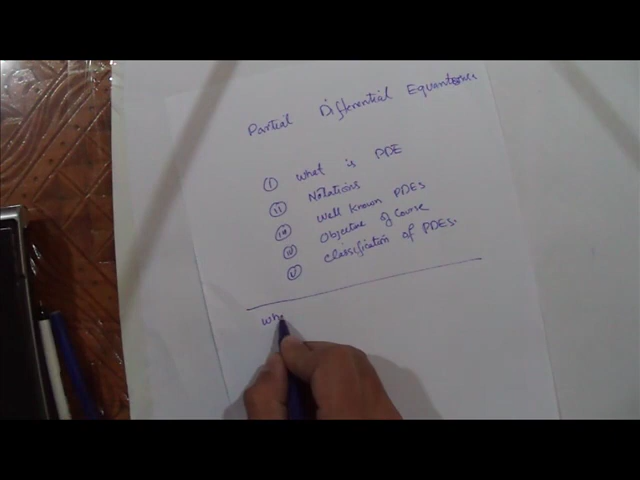 Partial Differential Equations.
(i) what is PDE
(ii) Notations
(iii) Well known PDEs
(iv) Objective of Course
(v) Classification of PDEs.
wha